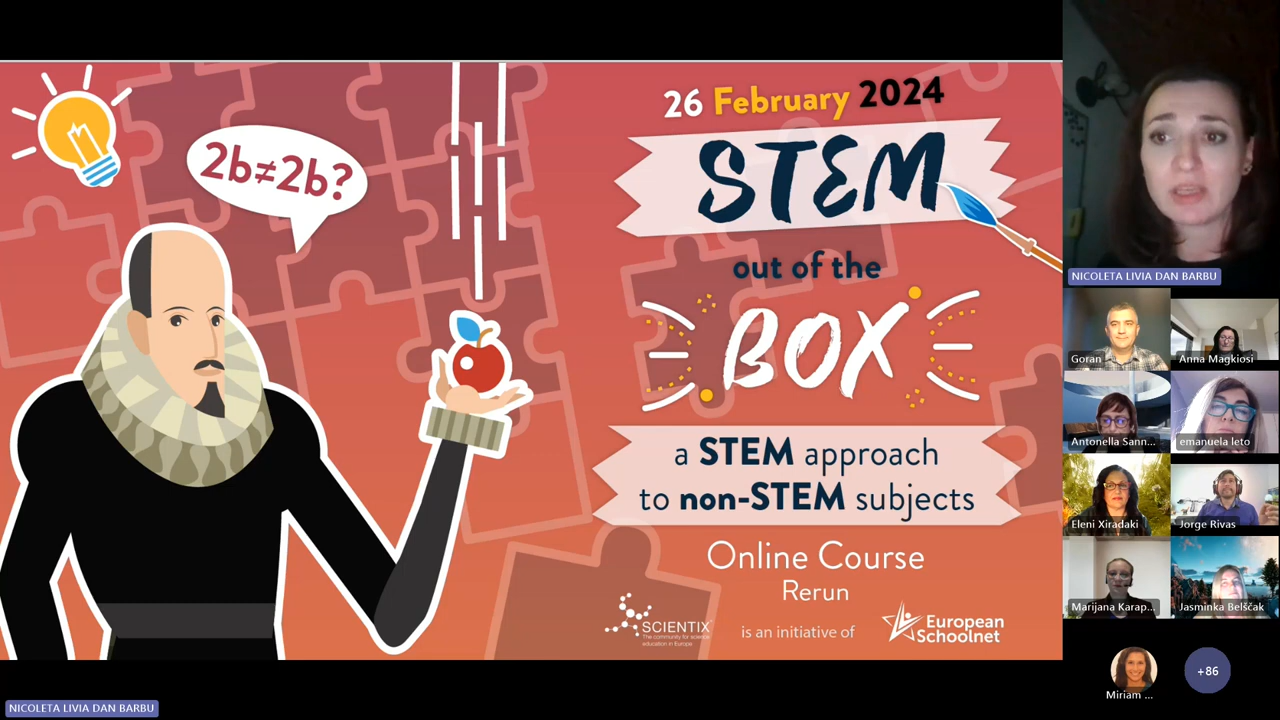 2b≠2b?
26 February 2024
STEM
out of the
BOX
a STEM approach
to non-STEM subjects
Online Course
Rerun
SCIENTIX
The community for science
education in Europe
is an initiative of
European
Schoolnet
NICOLETA LIVIA DAN BARBU
Goran
Anna Magkiosi
Antonella Sann...
emanuela leto
Eleni Xiradaki
Jorge Rivas
Marijana Karap...
Jasminka Belščak
Miriam ...
+86
NICOLETA LIVIA DAN BARBU